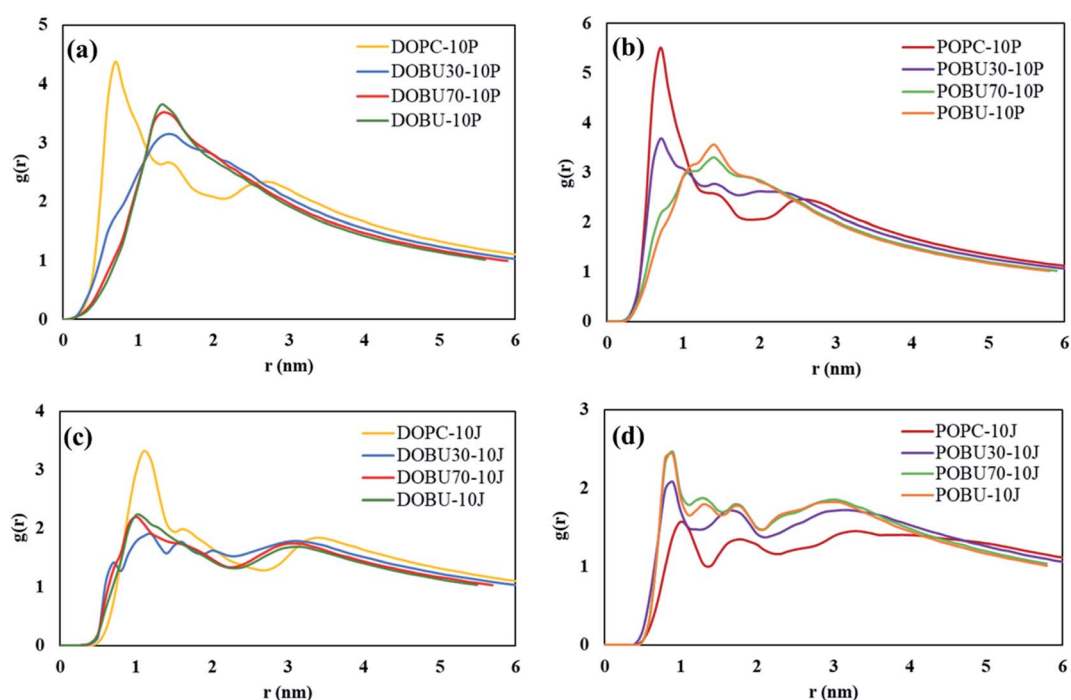 (a)
DOPC-10P
DOBU30-10P
DOBU70-10P
DOBU-10P
g(r)
5
4
3
2
1
0
0 1 2 3 4 5 6
r (nm)
(b)
POPC-10P
POBU30-10P
POBU70-10P
POBU-10P
g(r)
6
5
4
3
2
1
0
0 1 2 3 4 5 6
r (nm)
(c)
DOPC-10J
DOBU30-10J
DOBU70-10J
DOBU-10J
g(r)
4
3
2
1
0
0 1 2 3 4 5 6
r (nm)
(d)
POPC-10J
POBU30-10J
POBU70-10J
POBU-10J
g(r)
3
2
1
0
0 1 2 3 4 5 6
r (nm)